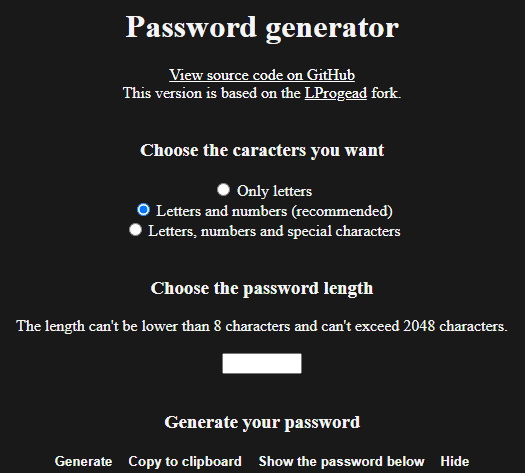 Password generator
View source code on GitHub
This version is based on the LProgead fork.
Choose the caracters you want
Only letters
Letters and numbers (recommended)
Letters, numbers and special characters
Choose the password length
The length can't be lower than 8 characters and can't exceed 2048 characters.
Generate your password
Generate Copy to clipboard Show the password below Hide